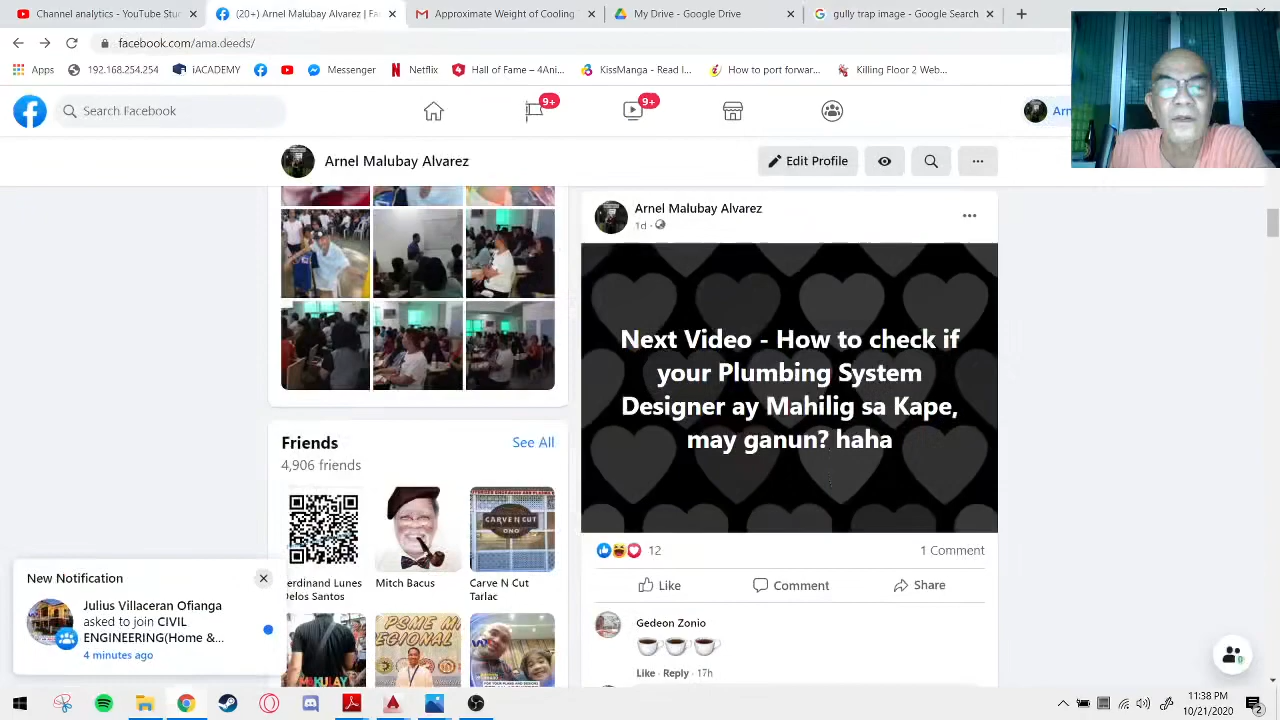 Channel analytics - YouTube Stu
(20+) Arnel Malubay Alvarez | Fa
Approximate Weight of Ceiling
My Drive - Google Drive
gully trap image - Google Search
facebook.com/ama.deeds/
Apps
192.168.254.254
iACADEMY
Messenger
Netflix
Hall of Fame – 4Ani...
KissManga - Read I...
How to port forwar...
Killing Floor 2 Web...
Search Facebook
9+
9+
Arnel Malubay Alvarez
Edit Profile
Arnel Malubay Alvarez
1d ·
Next Video - How to check if
your Plumbing System
Designer ay Mahilig sa Kape,
may ganun? haha
12
1 Comment
Like
Comment
Share
Gedeon Zonio
Like · Reply · 17h
Friends
See All
4,906 friends
CARVE N CUT
Mitch Bacus
Carve N Cut
Tarlac
erdinand Lunes
Delos Santos
New Notification
Julius Villaceran Ofianga
asked to join CIVIL
ENGINEERING(Home &...
4 minutes ago
11:38 PM
10/21/2020
2